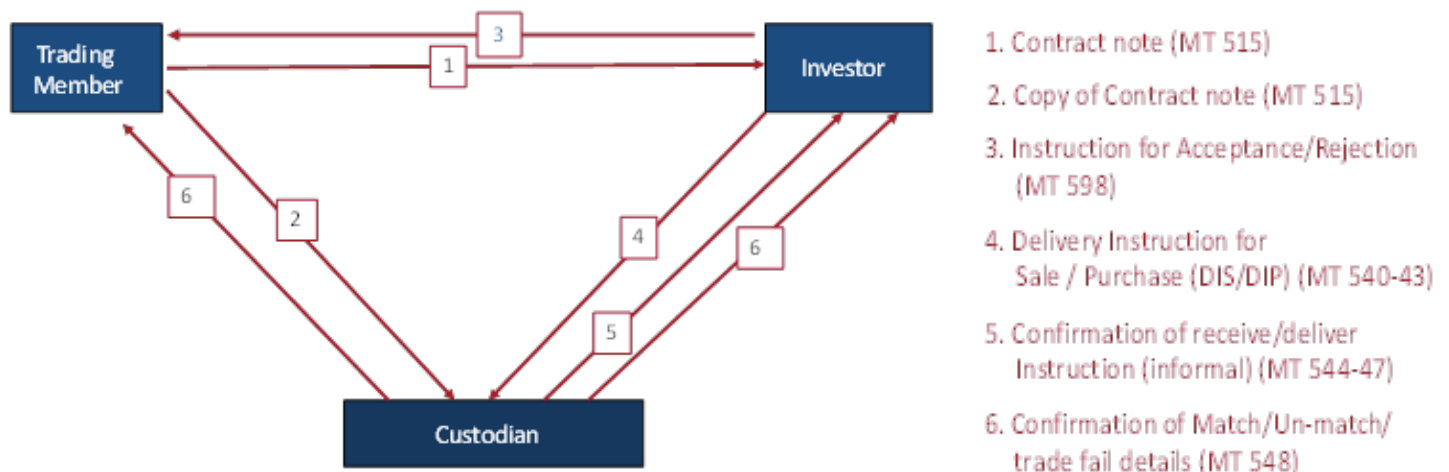 Trading
Member
3
1
Investor
6
2
4
6
5
Custodian
1. Contract note (MT 515)
2. Copy of Contract note (MT 515)
3. Instruction for Acceptance/Rejection
(MT 598)
4. Delivery Instruction for
Sale / Purchase (DIS/DIP) (MT 540-43)
5. Confirmation of receive/deliver
Instruction (informal) (MT 544-47)
6. Confirmation of Match/Un-match/
trade fail details (MT 548)